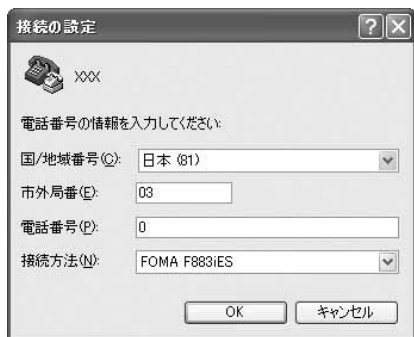 接続の設定
XXX
電話番号の情報を入力してください:
国/地域番号(C): 日本 (81)
市外局番(E): 03
電話番号(P): 0
接続方法(N): FOMA F883iES
OK キャンセル